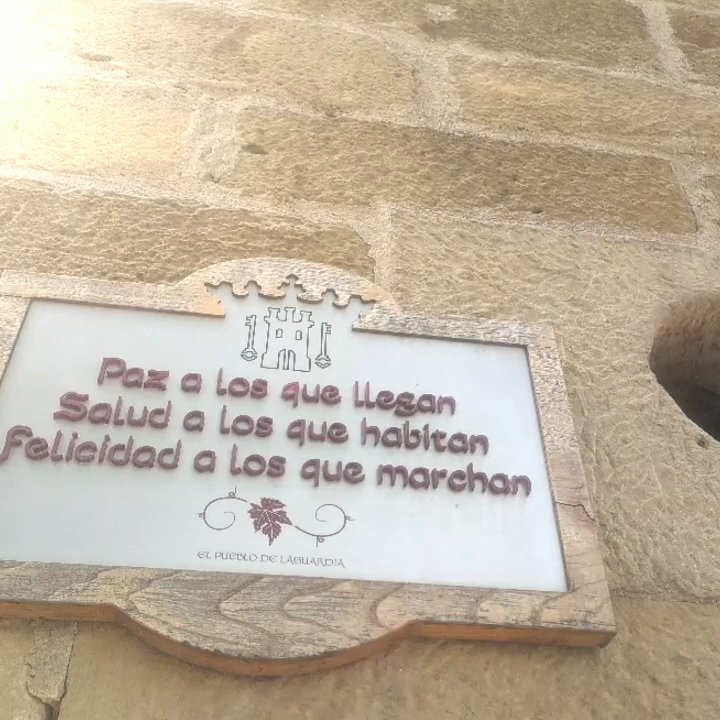 Paz a los que llegan
Salud a los que habitan
Felicidad a los que marchan
EL PUEBLO DE LAGUARDIA